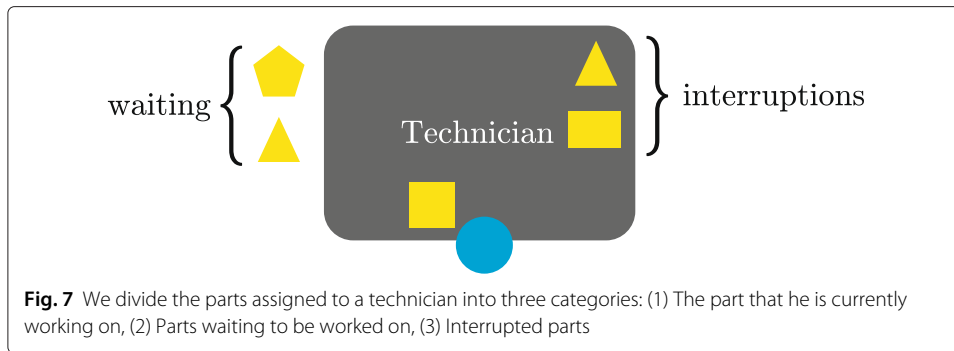 waiting
Technician
interruptions
Fig. 7 We divide the parts assigned to a technician into three categories: (1) The part that he is currently
working on, (2) Parts waiting to be worked on, (3) Interrupted parts